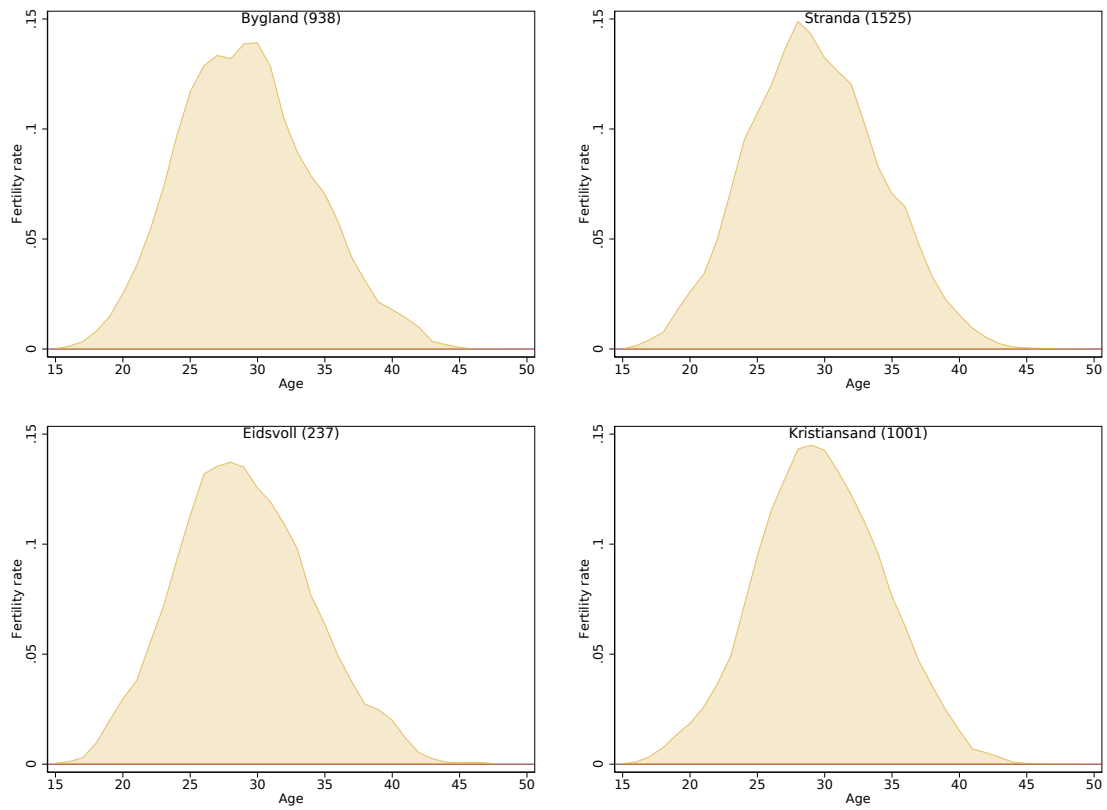 Bygland (938)
.15
.1
.05
0
Fertility rate
15 20 25 30 35 40 45 50
Age
Stranda (1525)
.15
.1
.05
0
Fertility rate
15 20 25 30 35 40 45 50
Age
Eidsvoll (237)
.15
.1
.05
0
Fertility rate
15 20 25 30 35 40 45 50
Age
Kristiansand (1001)
.15
.1
.05
0
Fertility rate
15 20 25 30 35 40 45 50
Age